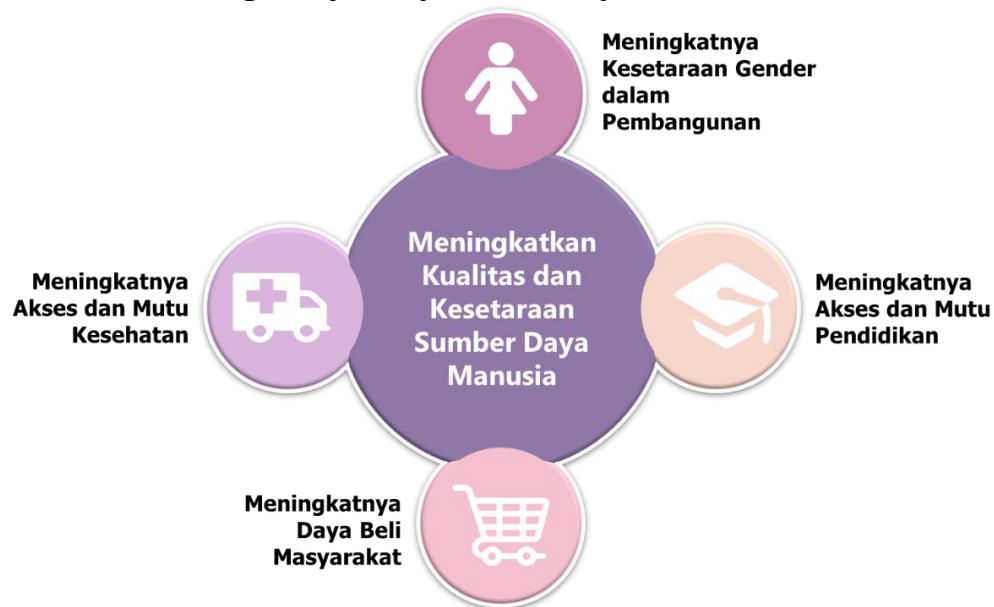 Meningkatnya
Kesetaraan Gender
dalam
Pembangunan
Meningkatkan
Kualitas dan
Kesetaraan
Sumber Daya
Manusia
Meningkatnya
Akses dan Mutu
Kesehatan
Meningkatnya
Akses dan Mutu
Pendidikan
Meningkatnya
Daya Beli
Masyarakat